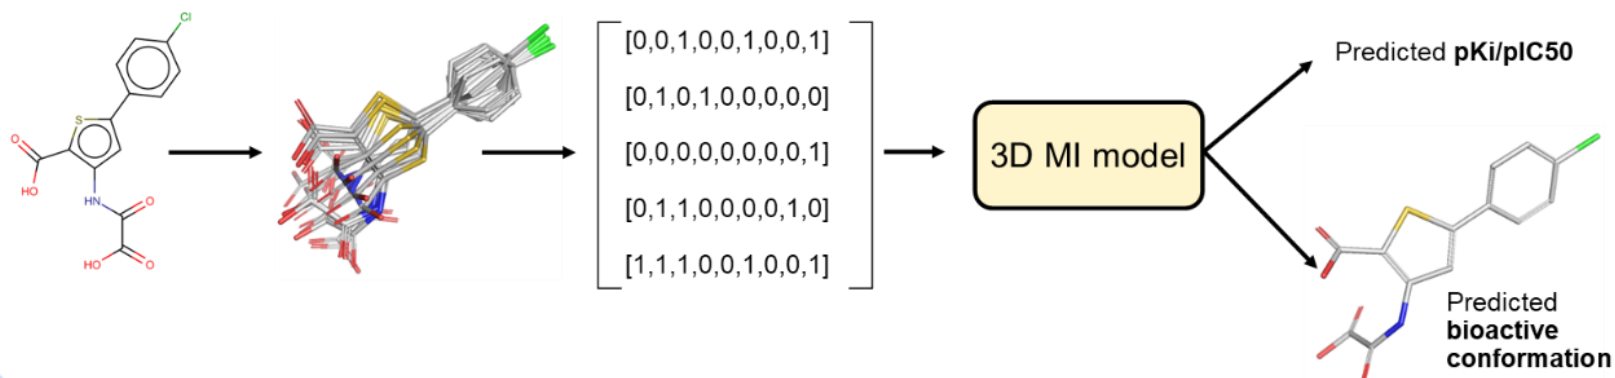 Cl
S
O
HO
HN
O
HO
O
[0,0,1,0,0,1,0,0,1]
[0,1,0,1,0,0,0,0,0]
[0,0,0,0,0,0,0,0,1]
[0,1,1,0,0,0,0,1,0]
[1,1,1,0,0,1,0,0,1]
3D MI model
Predicted pKi/pIC50
Predicted
bioactive
conformation